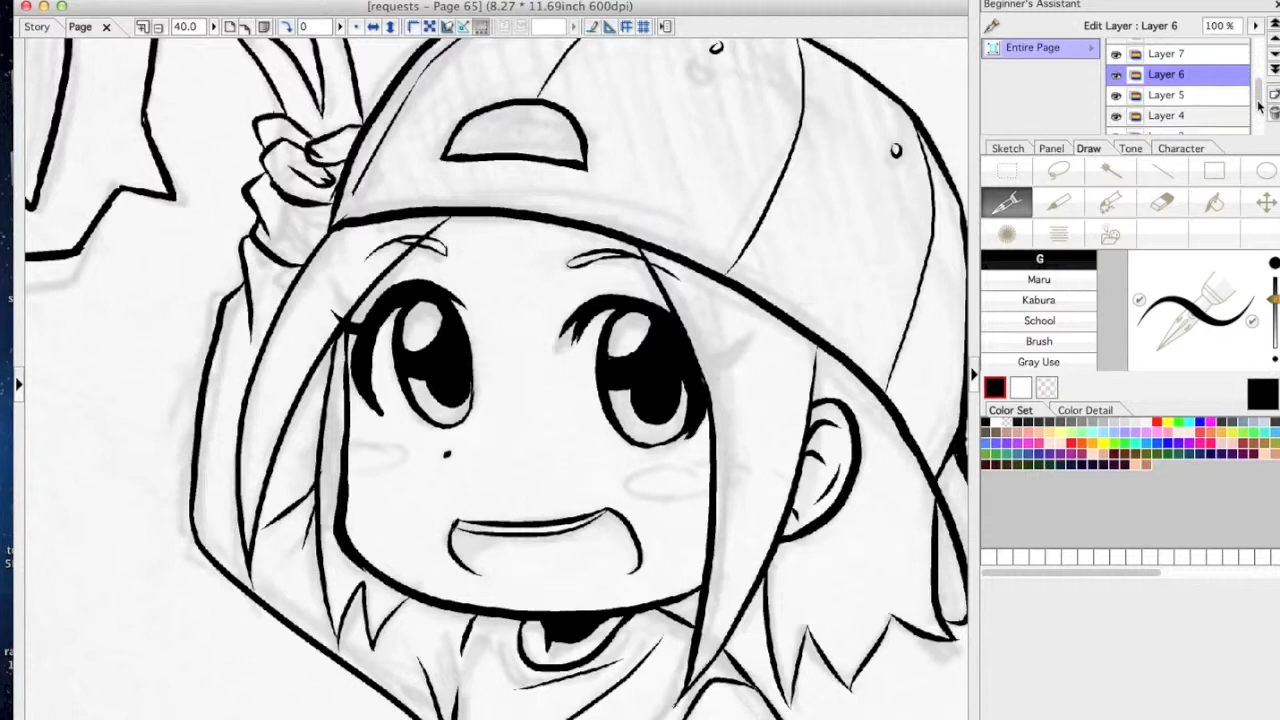 [requests - Page 65] (8.27 * 11.69inch 600dpi)
Beginner's Assistant
Story Page 40.0 0
Edit Layer : Layer 6 100 %
Entire Page
Layer 7
Layer 6
Layer 5
Layer 4
Sketch Panel Draw Tone Character
G
Maru
Kabura
School
Brush
Gray Use
Color Set Color Detail